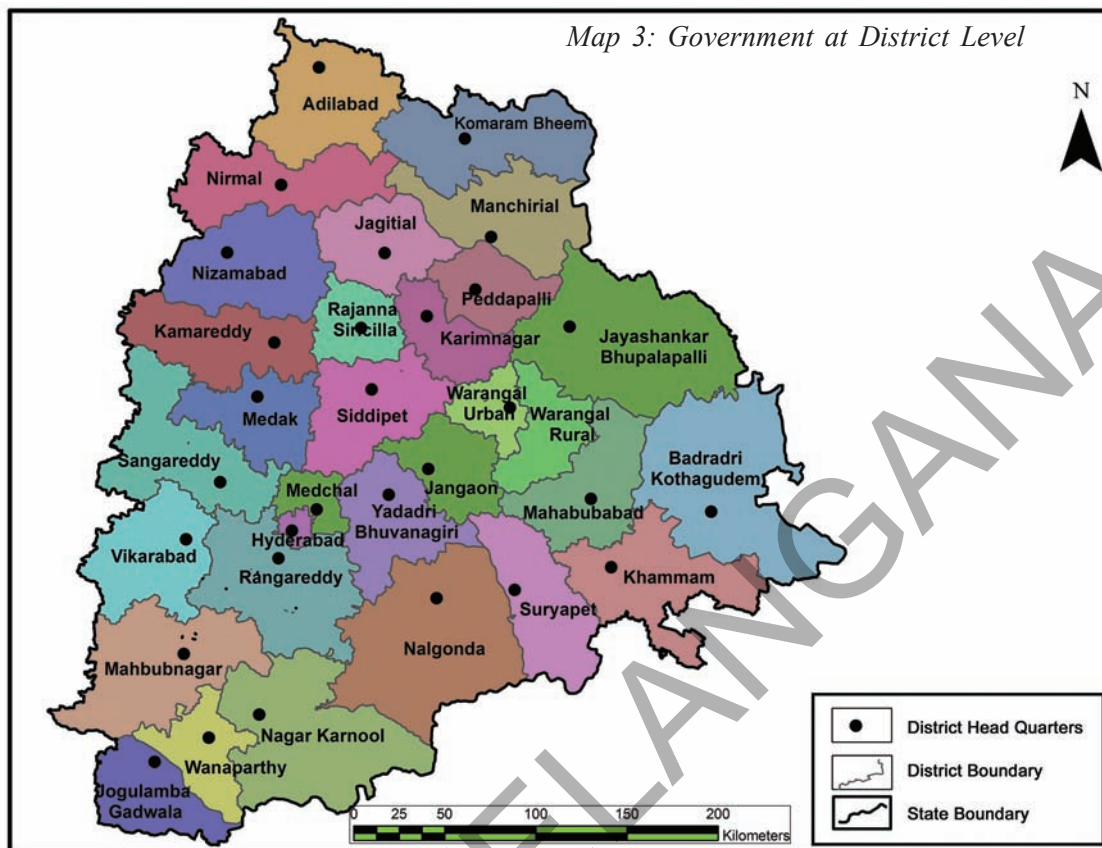 Map 3: Government at District Level
N
Adilabad
Komaram Bheem
Nirmal
Manchirial
Jagitial
Nizamabad
Peddapalli
Rajanna
Sircilla
Kamareddy
Karimnagar
Jayashankar
Bhupalapalli
Medak
Siddipet
Warangal
Urban
Warangal
Rural
Sangareddy
Badradri
Kothagudem
Medchal
Jangaon
Mahabubabad
Yadadri
Bhuvanagiri
Hyderabad
Vikarabad
Rangareddy
Khammam
Suryapet
Nalgonda
Mahbubnagar
Nagar Karnool
Wanaparthy
Jogulamba
Gadwala
District Head Quarters
District Boundary
State Boundary
0 25 50 100 150 200
Kilometers
ELANGANA